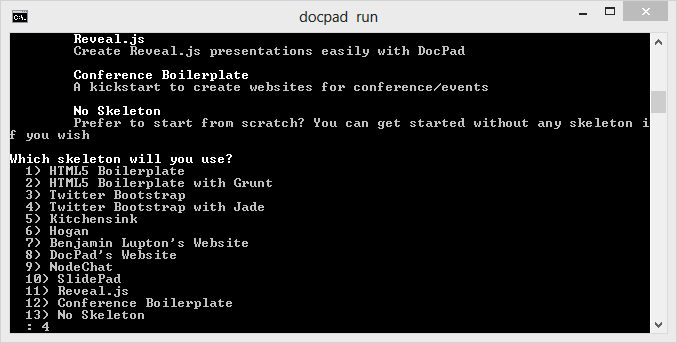 docpad run
Reveal.js
Create Reveal.js presentations easily with DocPad
Conference Boilerplate
A kickstart to create websites for conference/events
No Skeleton
Prefer to start from scratch? You can get started without any skeleton i
f you wish
Which skeleton will you use?
1) HTML5 Boilerplate
2) HTML5 Boilerplate with Grunt
3) Twitter Bootstrap
4) Twitter Bootstrap with Jade
5) Kitchensink
6) Hogan
7) Benjamin Lupton's Website
8) DocPad's Website
9) NodeChat
10) SlidePad
11) Reveal.js
12) Conference Boilerplate
13) No Skeleton
: 4